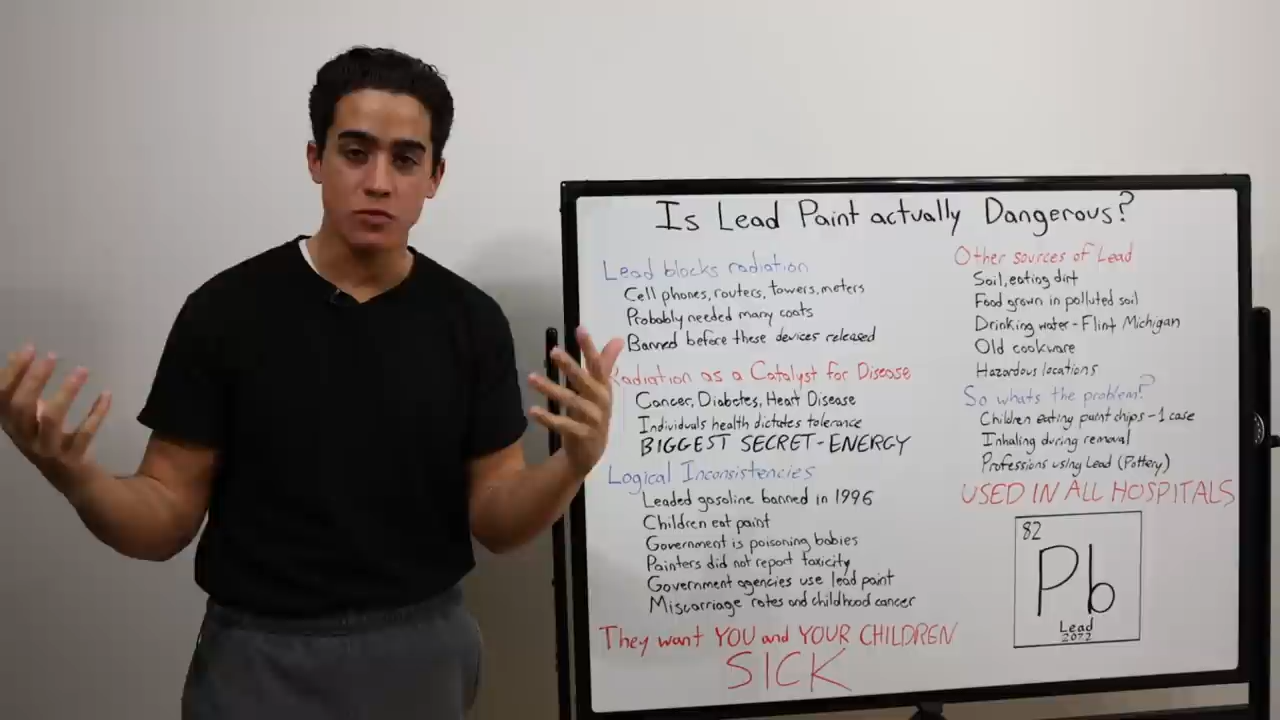 Is Lead Paint actually Dangerous?
Lead blocks radiation
Cell phones, routers, towers, meters
Probably needed many coats
Banned before these devices released
Radiation as a Catalyst for Disease
Cancer, Diabetes, Heart Disease
Individuals health dictates tolerance
BIGGEST SECRET - ENERGY
Logical Inconsistencies
Leaded gasoline banned in 1996
Children eat paint
Government is poisoning babies
Painters did not report toxicity
Government agencies use lead paint
Miscarriage rates and childhood cancer
They want YOU and YOUR CHILDREN
SICK
Other sources of Lead
Soil, eating dirt
Food grown in polluted soil
Drinking water - Flint Michigan
Old cookware
Hazardous locations
So whats the problem?
Children eating paint chips - 1 case
Inhaling during removal
Professions using Lead (Pottery)
USED IN ALL HOSPITALS
82
Pb
Lead
207.2